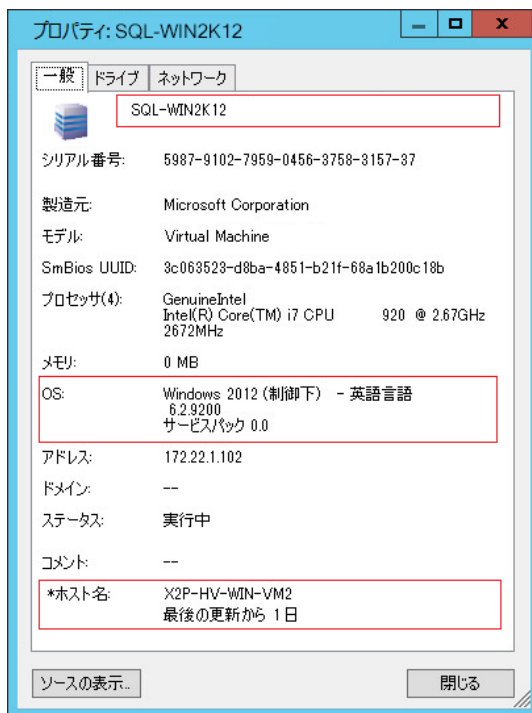 プロパティ: SQL-WIN2K12
一般 ドライブ ネットワーク
SQL-WIN2K12
シリアル番号: 5987-9102-7959-0456-3758-3157-37
製造元: Microsoft Corporation
モデル: Virtual Machine
SmBios UUID: 3c063523-d8ba-4851-b21f-68a1b200c18b
プロセッサ(4): GenuineIntel
Intel(R) Core(TM) i7 CPU 920 @ 2.67GHz
2672MHz
メモリ: 0 MB
OS: Windows 2012 (制御下) - 英語言語
6.2.9200
サービスパック 0.0
アドレス: 172.22.1.102
ドメイン: --
ステータス: 実行中
コメント: --
*ホスト名: X2P-HV-WIN-VM2
最後の更新から 1日
ソースの表示.. 閉じる